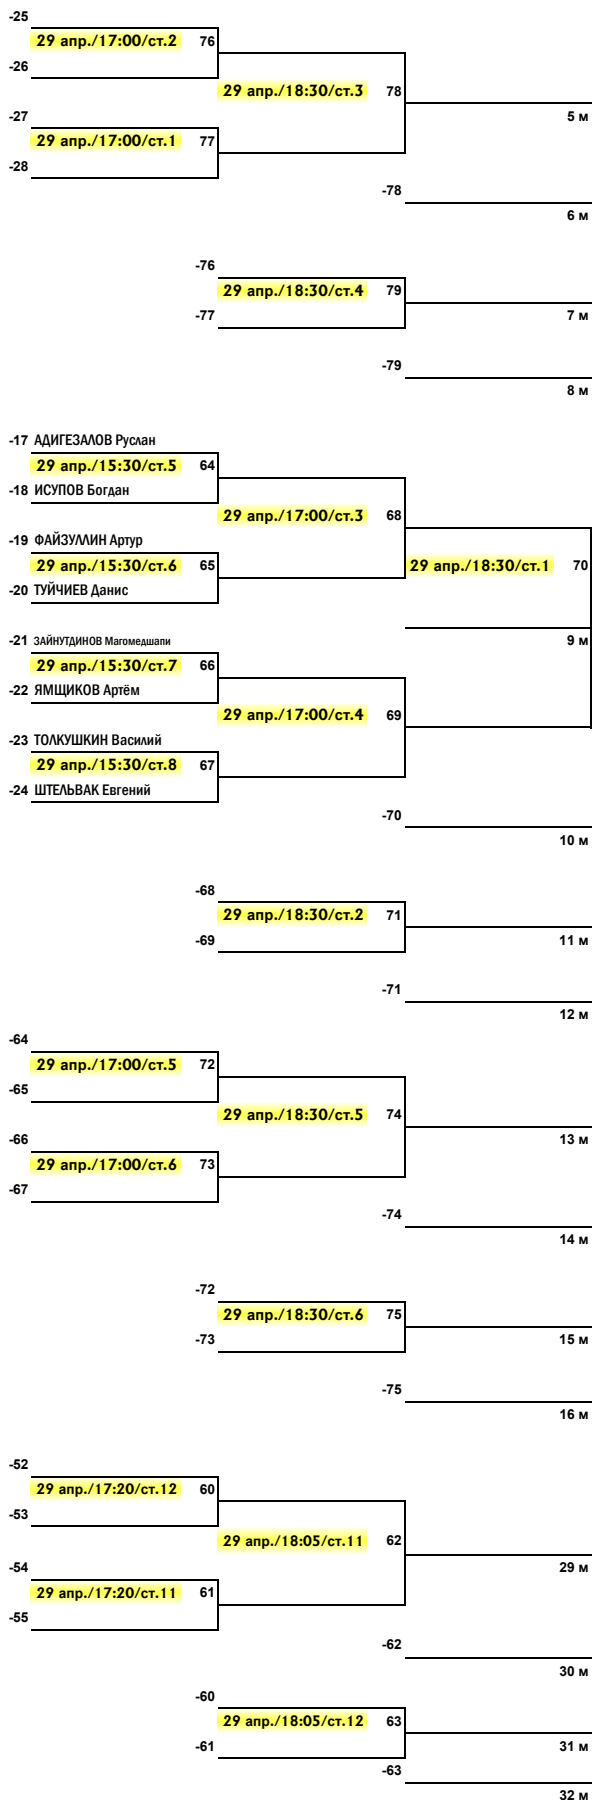 -25
29 апр./17:00/ст.2 76
-26
29 апр./18:30/ст.3 78
-27
5 м
29 апр./17:00/ст.1 77
-28
-78
6 м
-76
29 апр./18:30/ст.4 79
-77
7 м
-79
8 м
-17 АДИГЕЗАЛОВ Руслан
29 апр./15:30/ст.5 64
-18 ИСУПОВ Богдан
29 апр./17:00/ст.3 68
-19 ФАЙЗУЛЛИН Артур
29 апр./15:30/ст.6 65
29 апр./18:30/ст.1 70
-20 ТУЙЧИЕВ Данис
-21 ЗАЙНУТДИНОВ Магомедшапи
9 м
29 апр./15:30/ст.7 66
-22 ЯМЩИКОВ Артём
29 апр./17:00/ст.4 69
-23 ТОЛКУШКИН Василий
29 апр./15:30/ст.8 67
-24 ШТЕЛЬВАК Евгений
-70
10 м
-68
29 апр./18:30/ст.2 71
-69
11 м
-71
12 м
-64
29 апр./17:00/ст.5 72
-65
29 апр./18:30/ст.5 74
-66
13 м
29 апр./17:00/ст.6 73
-67
-74
14 м
-72
29 апр./18:30/ст.6 75
-73
15 м
-75
16 м
-52
29 апр./17:20/ст.12 60
-53
29 апр./18:05/ст.11 62
-54
29 м
29 апр./17:20/ст.11 61
-55
-62
30 м
-60
29 апр./18:05/ст.12 63
-61
31 м
-63
32 м